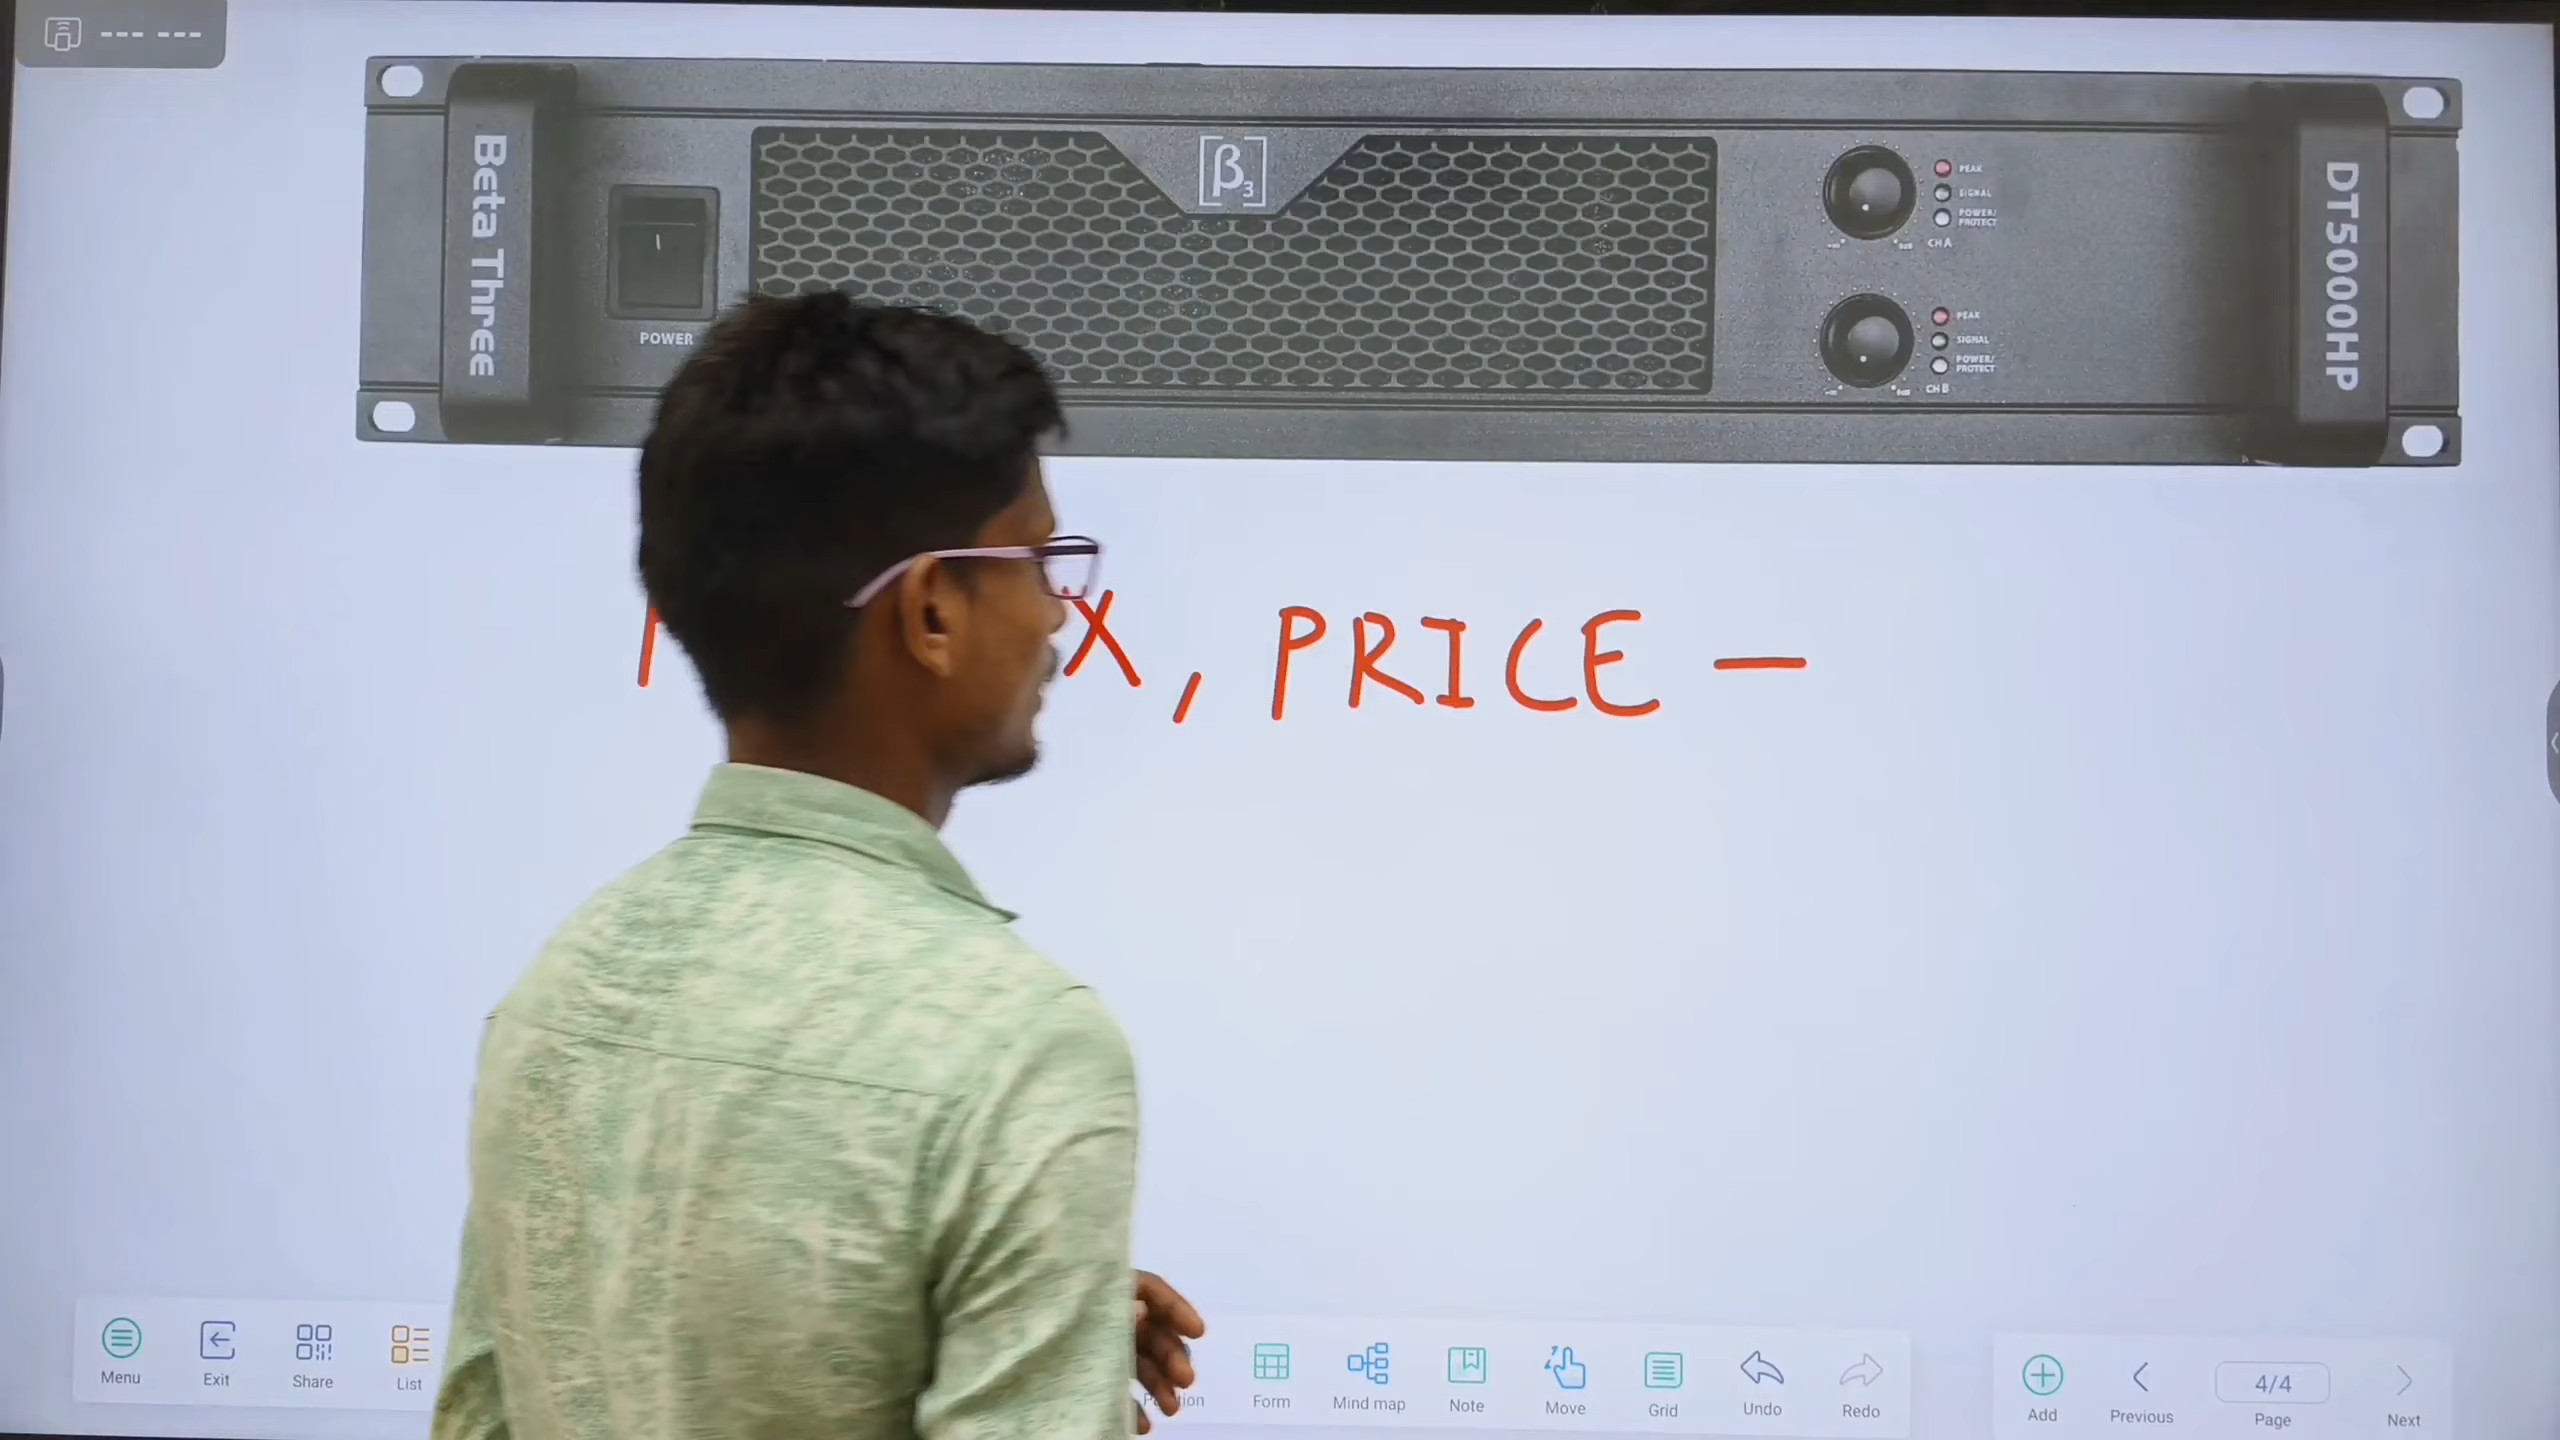 --- ---
Beta Three
POWER
β3
PEAK
SIGNAL
POWER/
PROTECT
CH A
PEAK
SIGNAL
POWER/
PROTECT
CH B
DT5000HP
X, PRICE —
Menu
Exit
Share
List
Form
Mind map
Note
Move
Grid
Undo
Redo
Add
Previous
4/4
Page
Next